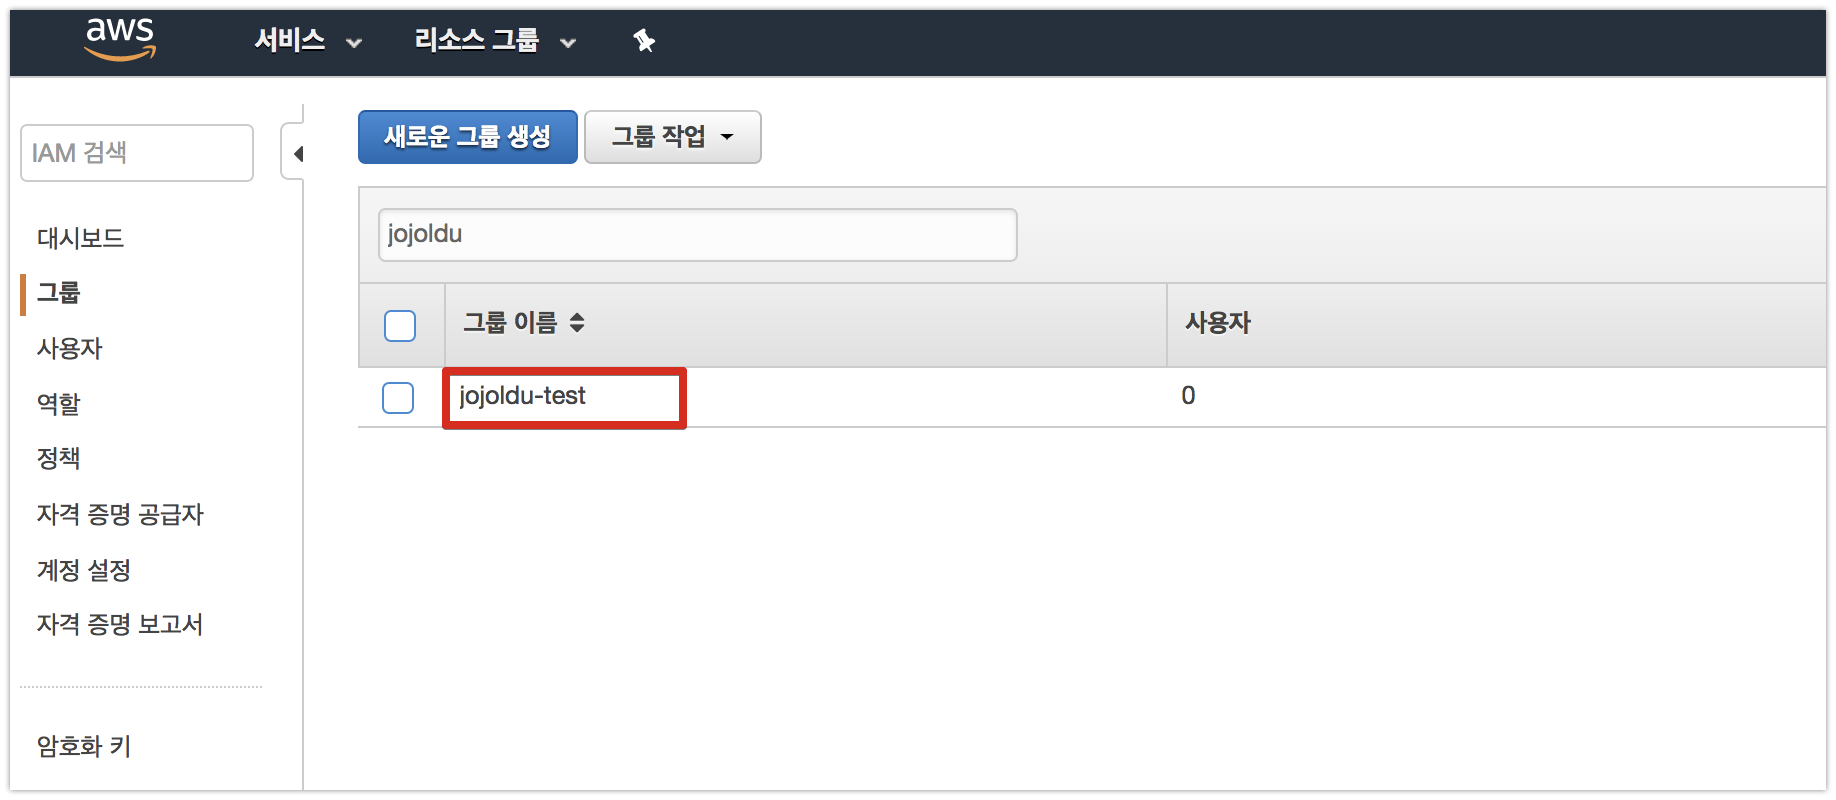 aws 서비스 리소스 그룹
IAM 검색
대시보드
그룹
사용자
역할
정책
자격 증명 공급자
계정 설정
자격 증명 보고서
암호화 키
새로운 그룹 생성 그룹 작업
jojoldu
그룹 이름 사용자
jojoldu-test 0